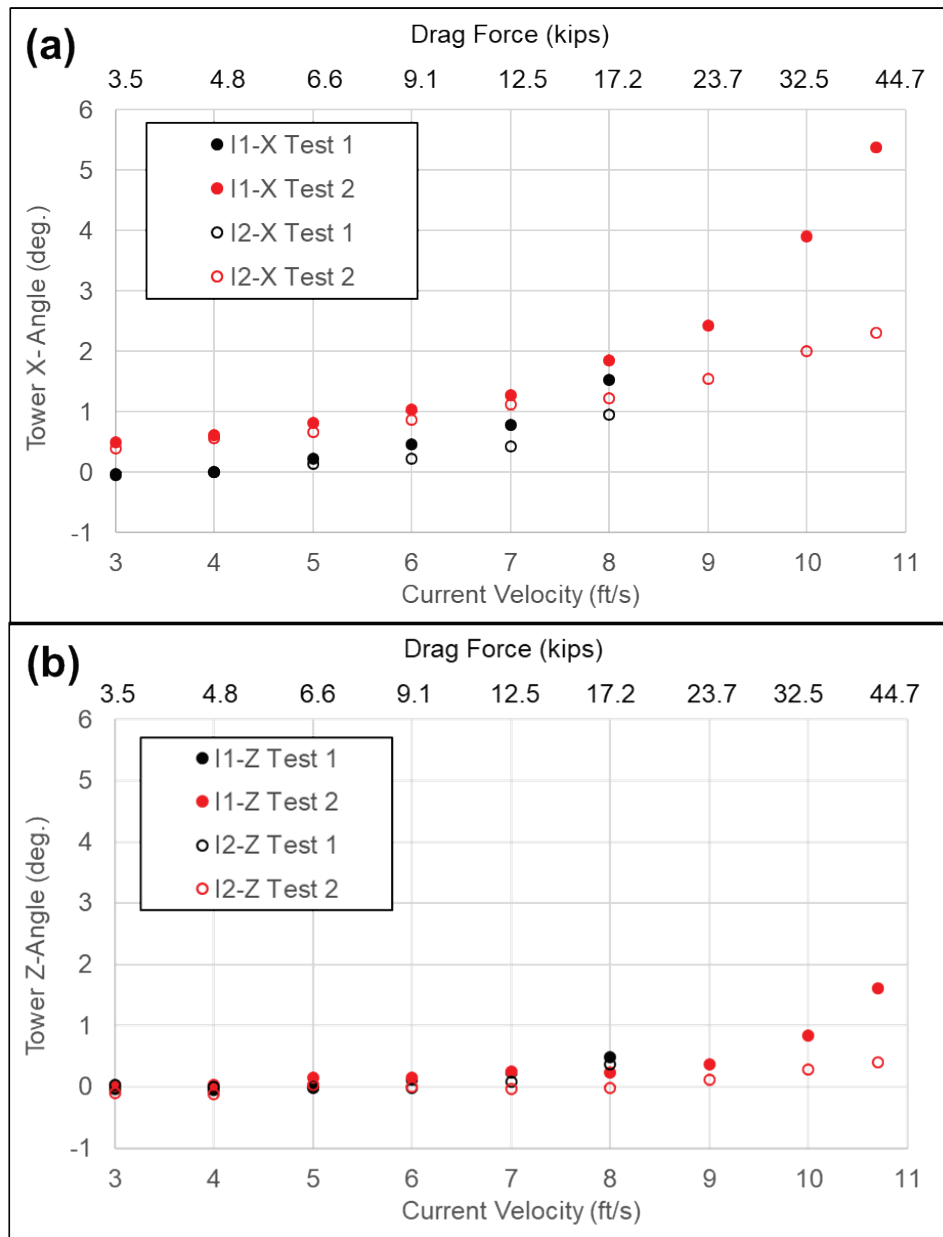 (a)
Drag Force (kips)
3.5 4.8 6.6 9.1 12.5 17.2 23.7 32.5 44.7
6
5
4
3
2
1
0
-1
Tower X- Angle (deg.)
I1-X Test 1
I1-X Test 2
I2-X Test 1
I2-X Test 2
3 4 5 6 7 8 9 10 11
Current Velocity (ft/s)
(b)
Drag Force (kips)
3.5 4.8 6.6 9.1 12.5 17.2 23.7 32.5 44.7
6
5
4
3
2
1
0
-1
Tower Z-Angle (deg.)
I1-Z Test 1
I1-Z Test 2
I2-Z Test 1
I2-Z Test 2
3 4 5 6 7 8 9 10 11
Current Velocity (ft/s)